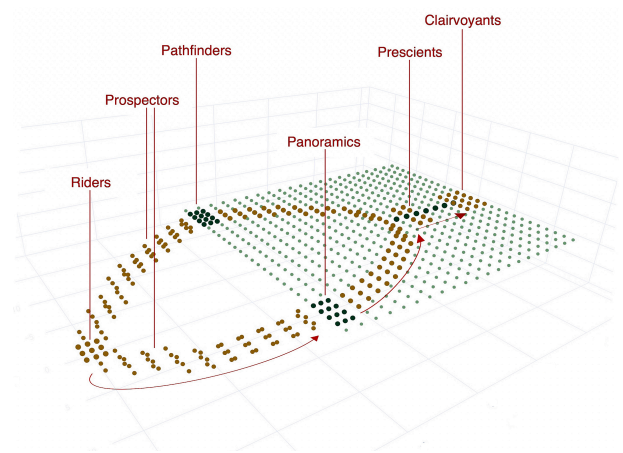 Clairvoyants
Pathfinders
Prescients
Prospectors
Panoramics
Riders